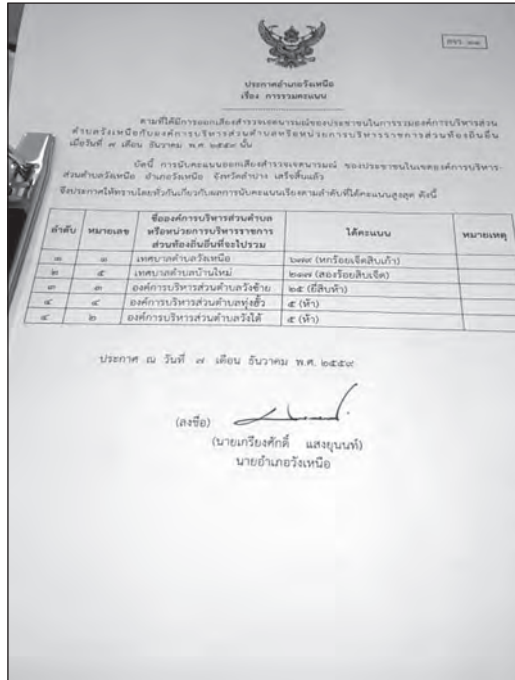 สจร. ๑๑
ประกาศอำเภอวังเหนือ
เรื่อง การรวมคะแนน
ตามที่ได้มีการออกเสียงสำรวจเจตนารมณ์ของประชาชนในการรวมองค์การบริหารส่วน
ตำบลวังเหนือกับองค์การบริหารส่วนตำบลหรือหน่วยการบริหารราชการส่วนท้องถิ่นอื่น
เมื่อวันที่ ๗ เดือน ธันวาคม พ.ศ. ๒๕๕๙ นั้น
บัดนี้ การนับคะแนนออกเสียงสำรวจเจตนารมณ์ ของประชาชนในเขตองค์การบริหาร-
ส่วนตำบลวังเหนือ อำเภอวังเหนือ จังหวัดลำปาง เสร็จสิ้นแล้ว
จึงประกาศให้ทราบโดยทั่วกันเกี่ยวกับผลการนับคะแนนเรียงตามลำดับที่ได้คะแนนสูงสุด ดังนี้
ลำดับ หมายเลข ชื่อองค์การบริหารส่วนตำบล ได้คะแนน หมายเหตุ
หรือหน่วยการบริหารราชการ
ส่วนท้องถิ่นอื่นที่จะไปรวม
๑ ๑ เทศบาลตำบลวังเหนือ ๖๗๙ (หกร้อยเจ็ดสิบเก้า)
๒ ๕ เทศบาลตำบลบ้านใหม่ ๒๑๗ (สองร้อยสิบเจ็ด)
๓ ๓ องค์การบริหารส่วนตำบลวังซ้าย ๒๕ (ยี่สิบห้า)
๔ ๔ องค์การบริหารส่วนตำบลทุ่งฮั้ว ๕ (ห้า)
๔ ๒ องค์การบริหารส่วนตำบลวังใต้ ๕ (ห้า)
ประกาศ ณ วันที่ ๗ เดือน ธันวาคม พ.ศ. ๒๕๕๙
(ลงชื่อ)
(นายเกรียงศักดิ์ แสงยุนนท์)
นายอำเภอวังเหนือ